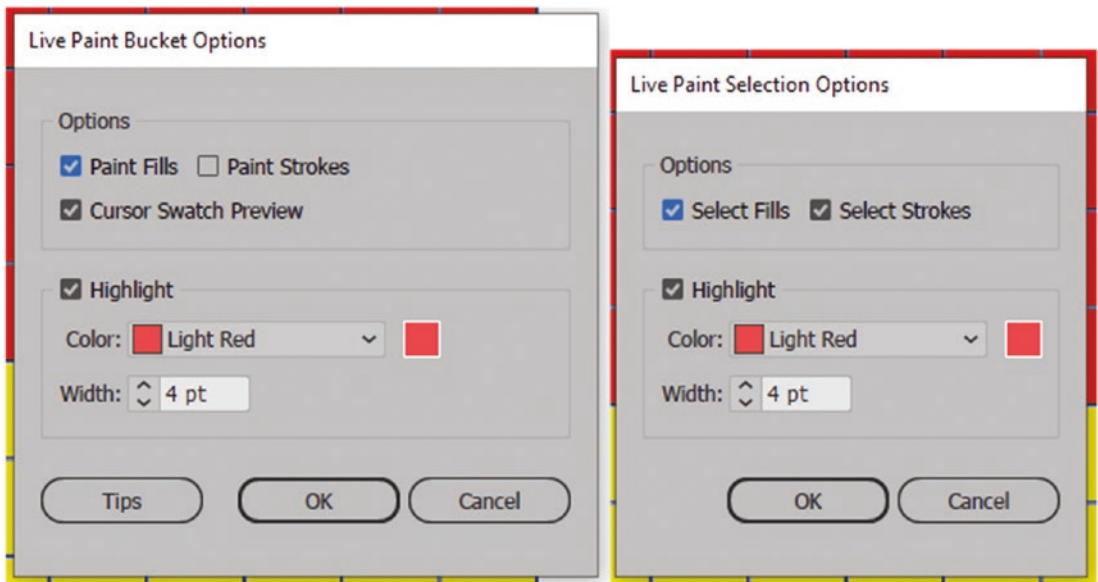 Live Paint Bucket Options
Options
Paint Fills Paint Strokes
Cursor Swatch Preview
Highlight
Color: Light Red
Width: 4 pt
Tips OK Cancel
Live Paint Selection Options
Options
Select Fills Select Strokes
Highlight
Color: Light Red
Width: 4 pt
OK Cancel